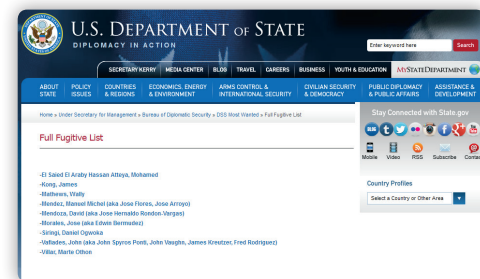 U.S. DEPARTMENT OF STATE
DIPLOMACY IN ACTION
Enter keyword here
Search
SECRETARY KERRY
MEDIA CENTER
BLOG
TRAVEL
CAREERS
BUSINESS
YOUTH & EDUCATION
MYSTATEDEPARTMENT
ABOUT STATE
POLICY ISSUES
COUNTRIES & REGIONS
ECONOMICS, ENERGY & ENVIRONMENT
ARMS CONTROL & INTERNATIONAL SECURITY
CIVILIAN SECURITY & DEMOCRACY
PUBLIC DIPLOMACY & PUBLIC AFFAIRS
ASSISTANCE & DEVELOPMENT
Home » Under Secretary for Management » Bureau of Diplomatic Security » DSS Most Wanted » Full Fugitive List
Full Fugitive List
-El Saied El Araby Hassan Atteya, Mohamed
-Kong, James
-Mathews, Wally
-Mendez, Manuel Michel (aka Jose Flores, Jose Arroyo)
-Mendoza, David (aka Jose Hernaldo Rondon-Vargas)
-Morales, Jose (aka Edwin Bermudez)
-Siringi, Daniel Ogwoka
-Vallades, John (aka John Spyros Ponti, John Vaughn, James Kreutzer, Fred Rodriguez)
-Villar, Marte Othon
Stay Connected with State.gov
Mobile
Video
RSS
Subscribe
Contac
Country Profiles
Select a Country or Other Area